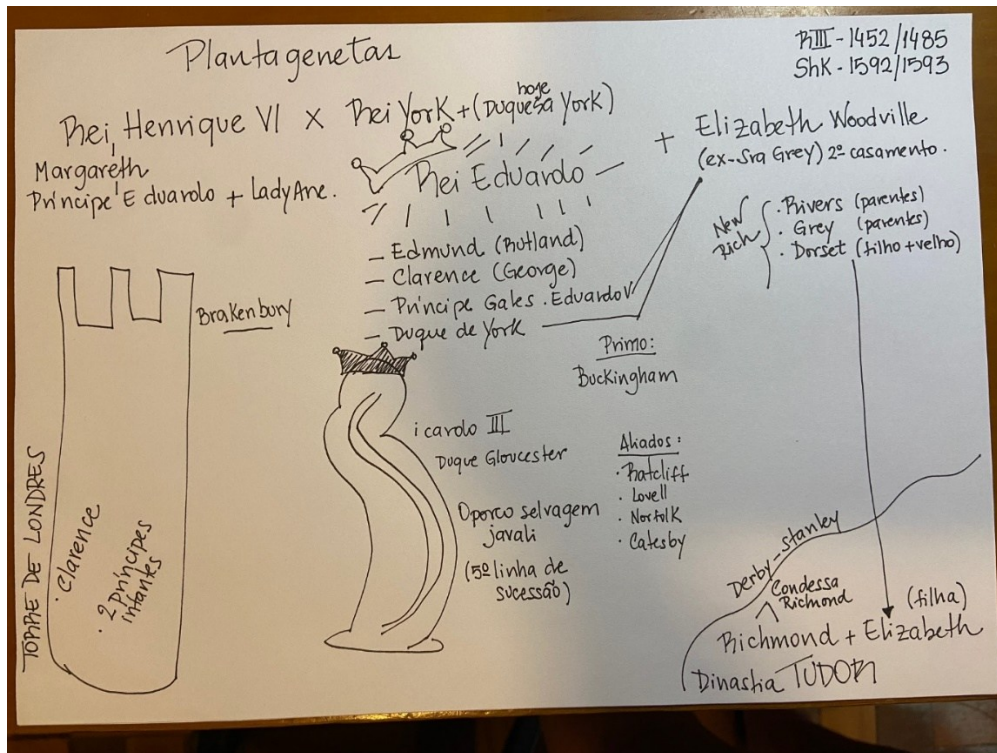 Plantagenetas
RIII - 1452/1485
ShK - 1592/1593
Rei Henrique VI x Rei York + (Duquesa York)
hoje
Margareth
Príncipe Eduardo + Lady Ane.
Rei Eduardo
+ Elizabeth Woodville
(ex-Sra Grey) 2º casamento.
New Rich
• Rivers (parentes)
• Grey (parentes)
• Dorset (filho + velho)
— Edmund (Rutland)
— Clarence (George)
— Príncipe Gales. Eduardo V
— Duque de York
Brakenbury
Primo:
Buckingham
icardo III
Duque Gloucester
O porco selvagem
javali
(5º linha de
sucessão)
Aliados:
• Ratcliff
• Lovell
• Norfolk
• Catesby
TORRE DE LONDRES
• Clarence
• 2 príncipes
infantes
Derby - Stanley
Condessa
Richmond
(filha)
Richmond + Elizabeth
Dinastia TUDOR